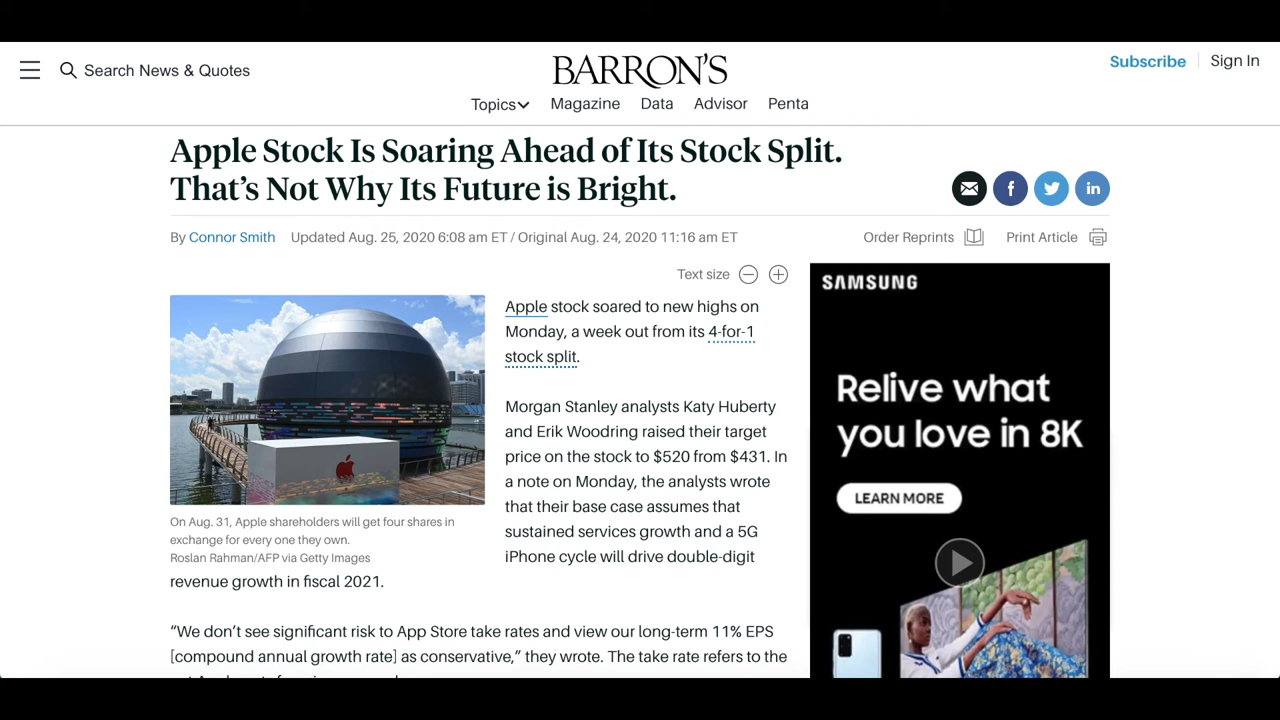 Search News & Quotes
BARRON'S
Subscribe
Sign In
Topics
Magazine
Data
Advisor
Penta
Apple Stock Is Soaring Ahead of Its Stock Split.
That's Not Why Its Future is Bright.
By Connor Smith
Updated Aug. 25, 2020 6:08 am ET / Original Aug. 24, 2020 11:16 am ET
Order Reprints
Print Article
Text size
On Aug. 31, Apple shareholders will get four shares in
exchange for every one they own.
Roslan Rahman/AFP via Getty Images
Apple stock soared to new highs on
Monday, a week out from its 4-for-1
stock split.
Morgan Stanley analysts Katy Huberty
and Erik Woodring raised their target
price on the stock to $520 from $431. In
a note on Monday, the analysts wrote
that their base case assumes that
sustained services growth and a 5G
iPhone cycle will drive double-digit
revenue growth in fiscal 2021.
“We don’t see significant risk to App Store take rates and view our long-term 11% EPS
[compound annual growth rate] as conservative,” they wrote. The take rate refers to the
SAMSUNG
Relive what
you love in 8K
LEARN MORE